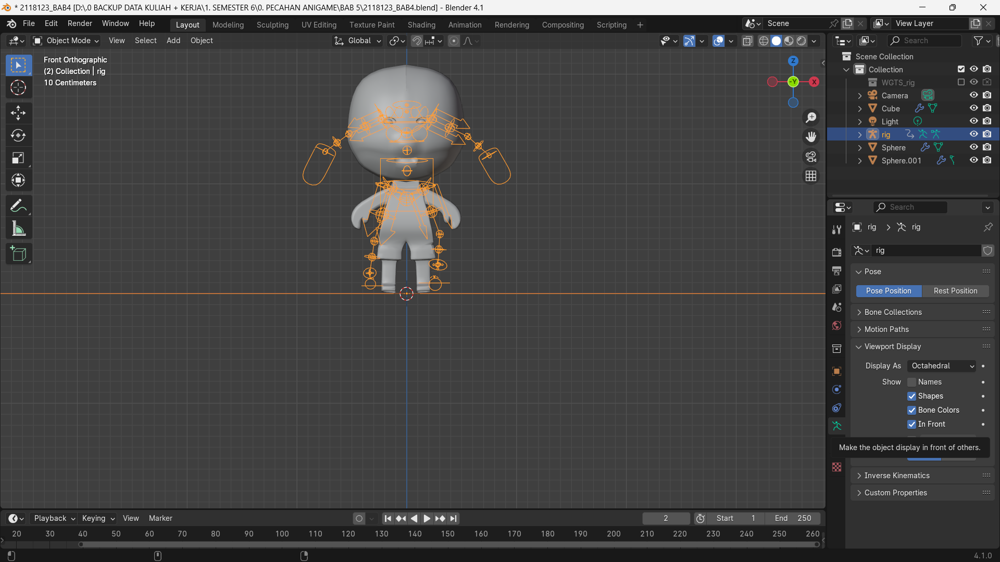 * 2118123_BAB4 [D:\.0 BACKUP DATA KULIAH + KERJA\1. SEMESTER 6\0. PECAHAN ANIGAME\BAB 5\2118123_BAB4.blend] - Blender 4.1
File Edit Render Window Help Layout Modeling Sculpting UV Editing Texture Paint Shading Animation Rendering Compositing Scripting + Scene View Layer
Object Mode View Select Add Object Global Search
Front Orthographic
(2) Collection | rig
10 Centimeters
Z
-Y
X
Scene Collection
Collection
WGTS_rig
Camera
Cube
Light
rig
Sphere
Sphere.001
Search
rig > rig
rig
Pose
Pose Position Rest Position
Bone Collections
Motion Paths
Viewport Display
Display As Octahedral
Show Names
Shapes
Bone Colors
In Front
Make the object display in front of others.
Inverse Kinematics
Custom Properties
Playback Keying View Marker 2 Start 1 End 250
20 30 40 50 60 70 80 90 100 110 120 130 140 150 160 170 180 190 200 210 220 230 240 250 260
4.1.0